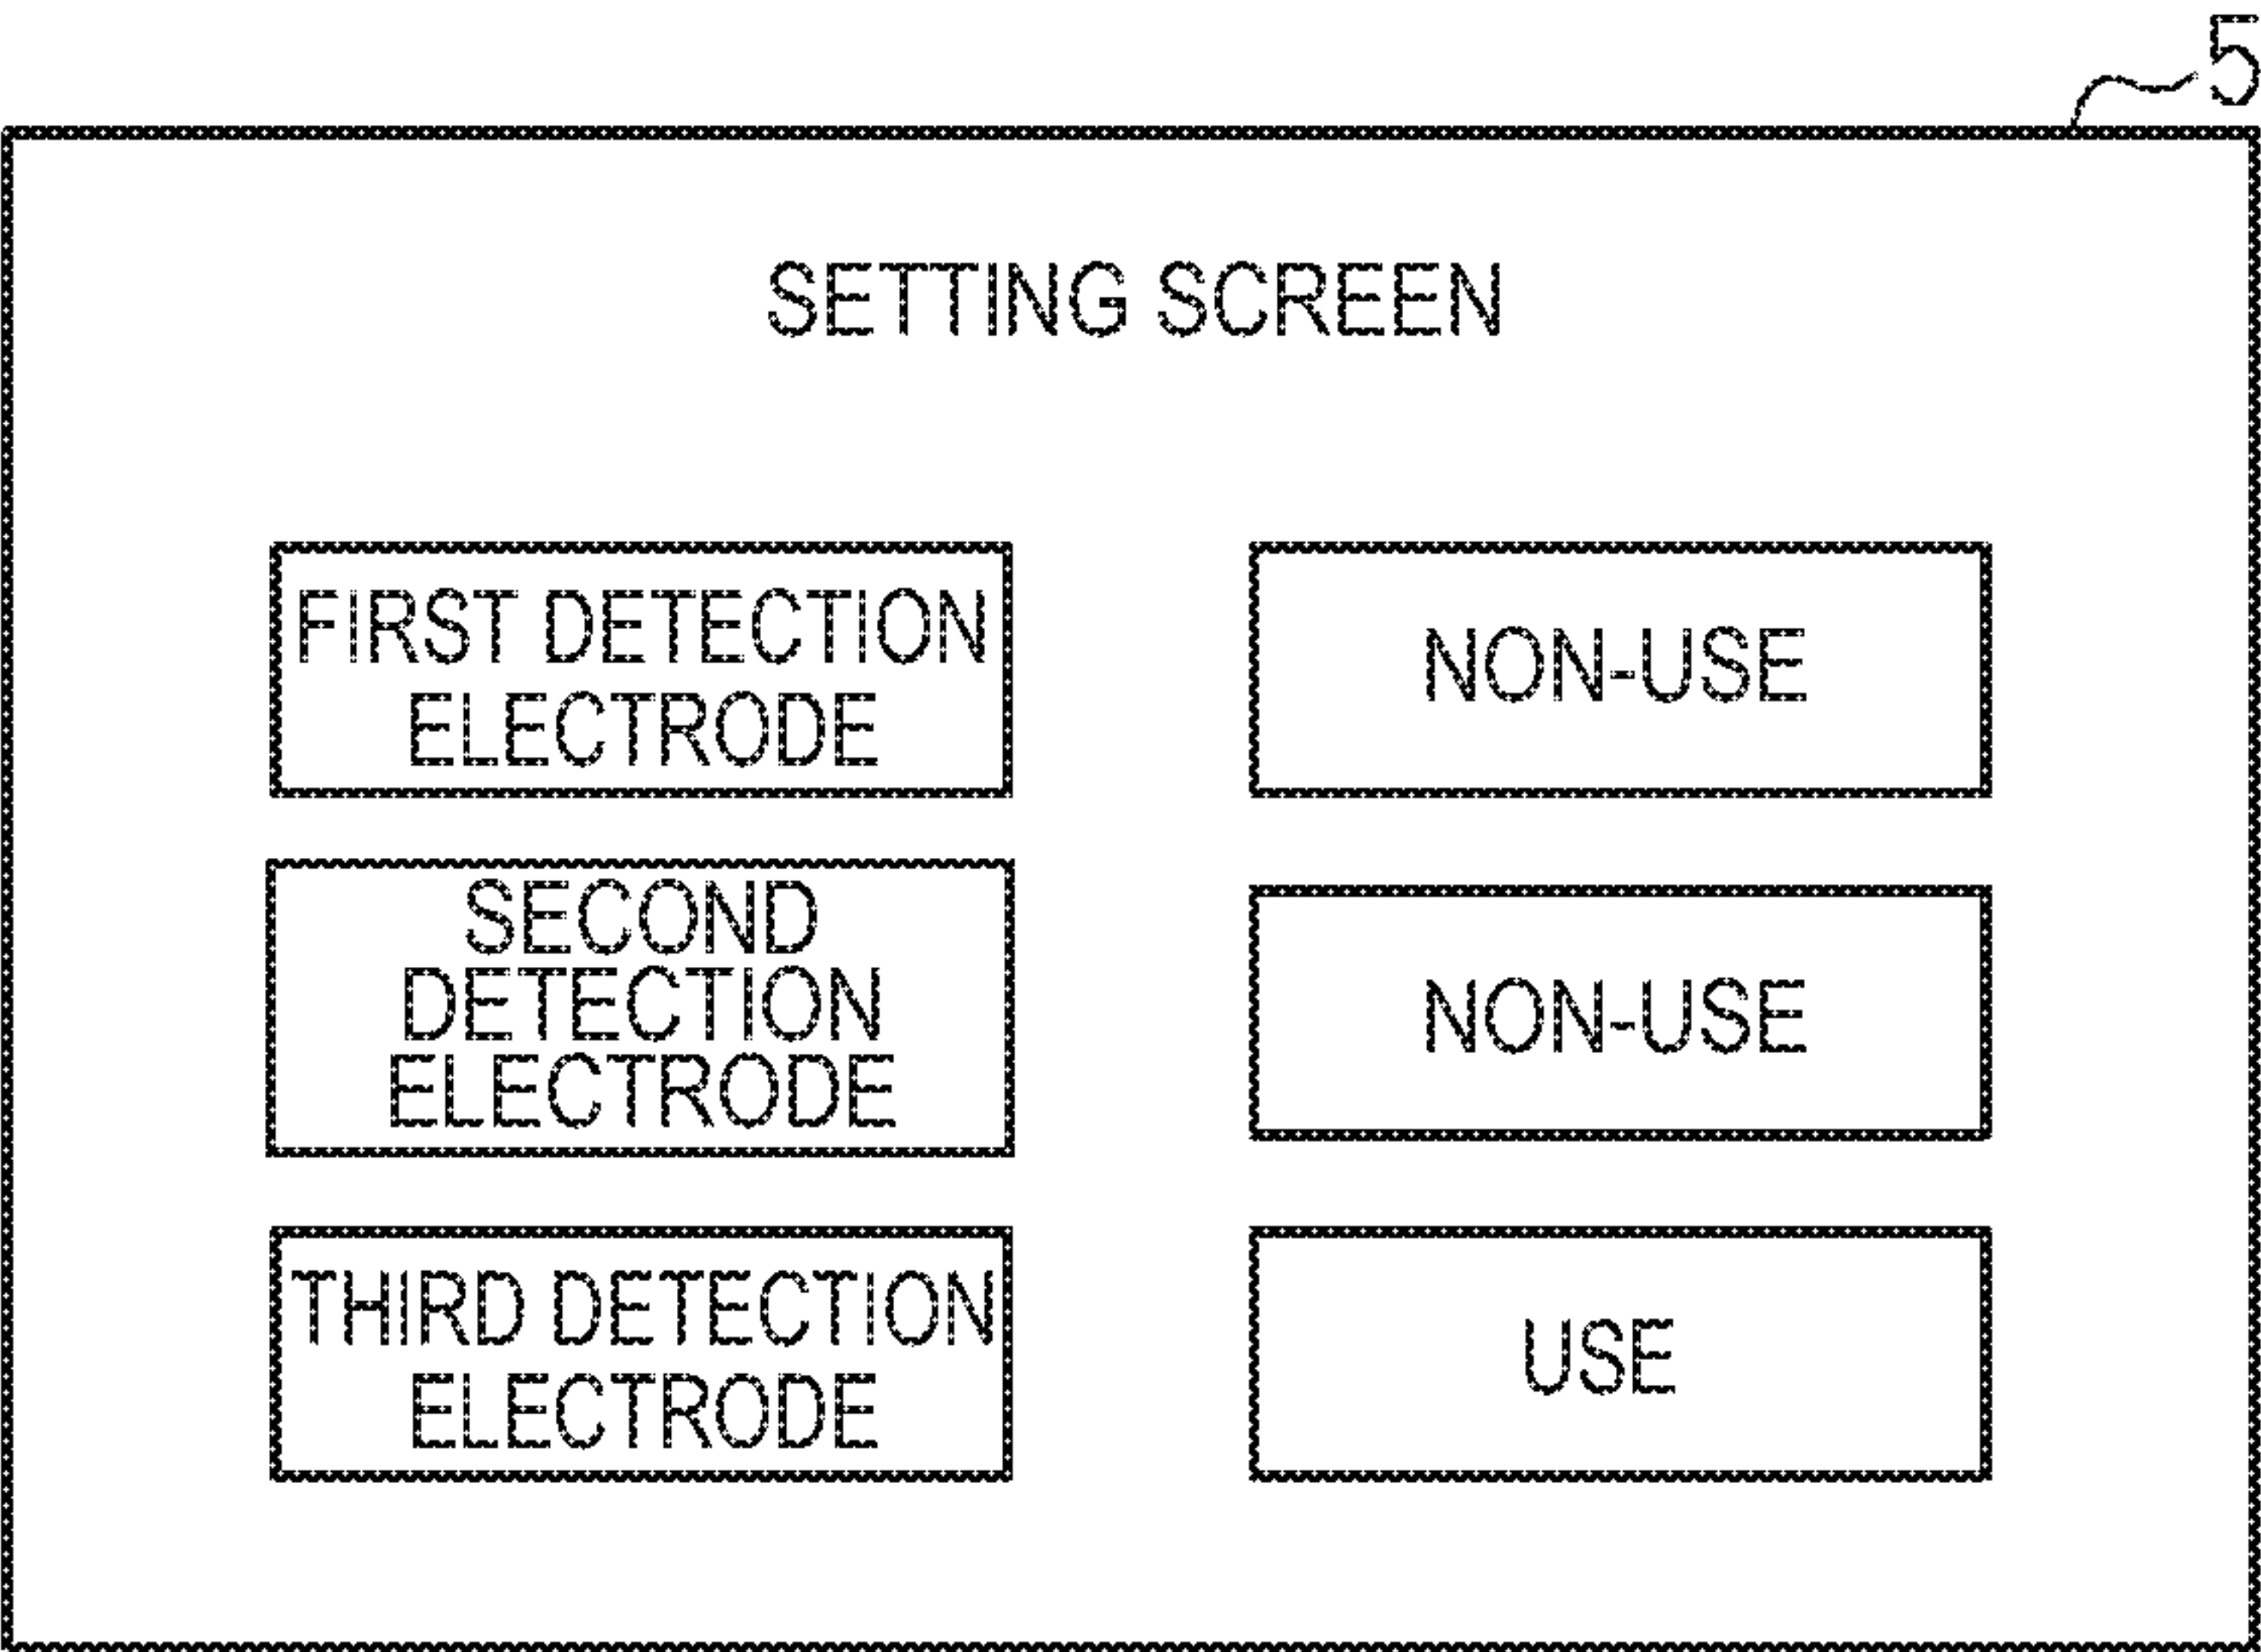 5
SETTING SCREEN
FIRST DETECTION
ELECTRODE
NON-USE
SECOND
DETECTION
ELECTRODE
NON-USE
THIRD DETECTION
ELECTRODE
USE